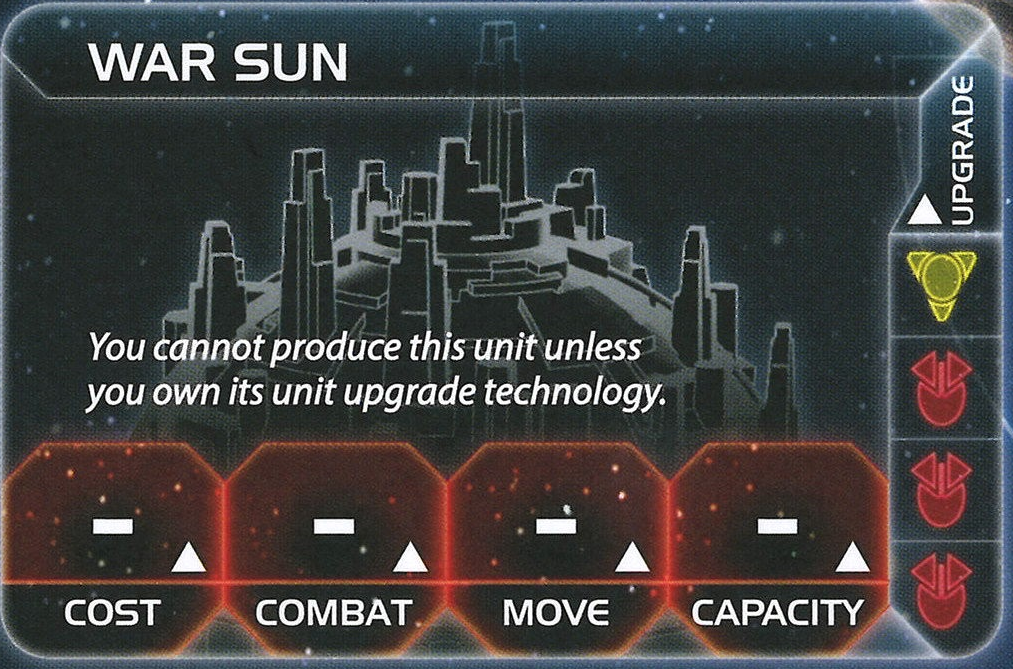 WAR SUN
UPGRADE
You cannot produce this unit unless
you own its unit upgrade technology.
- - - -
COST COMBAT MOVE CAPACITY